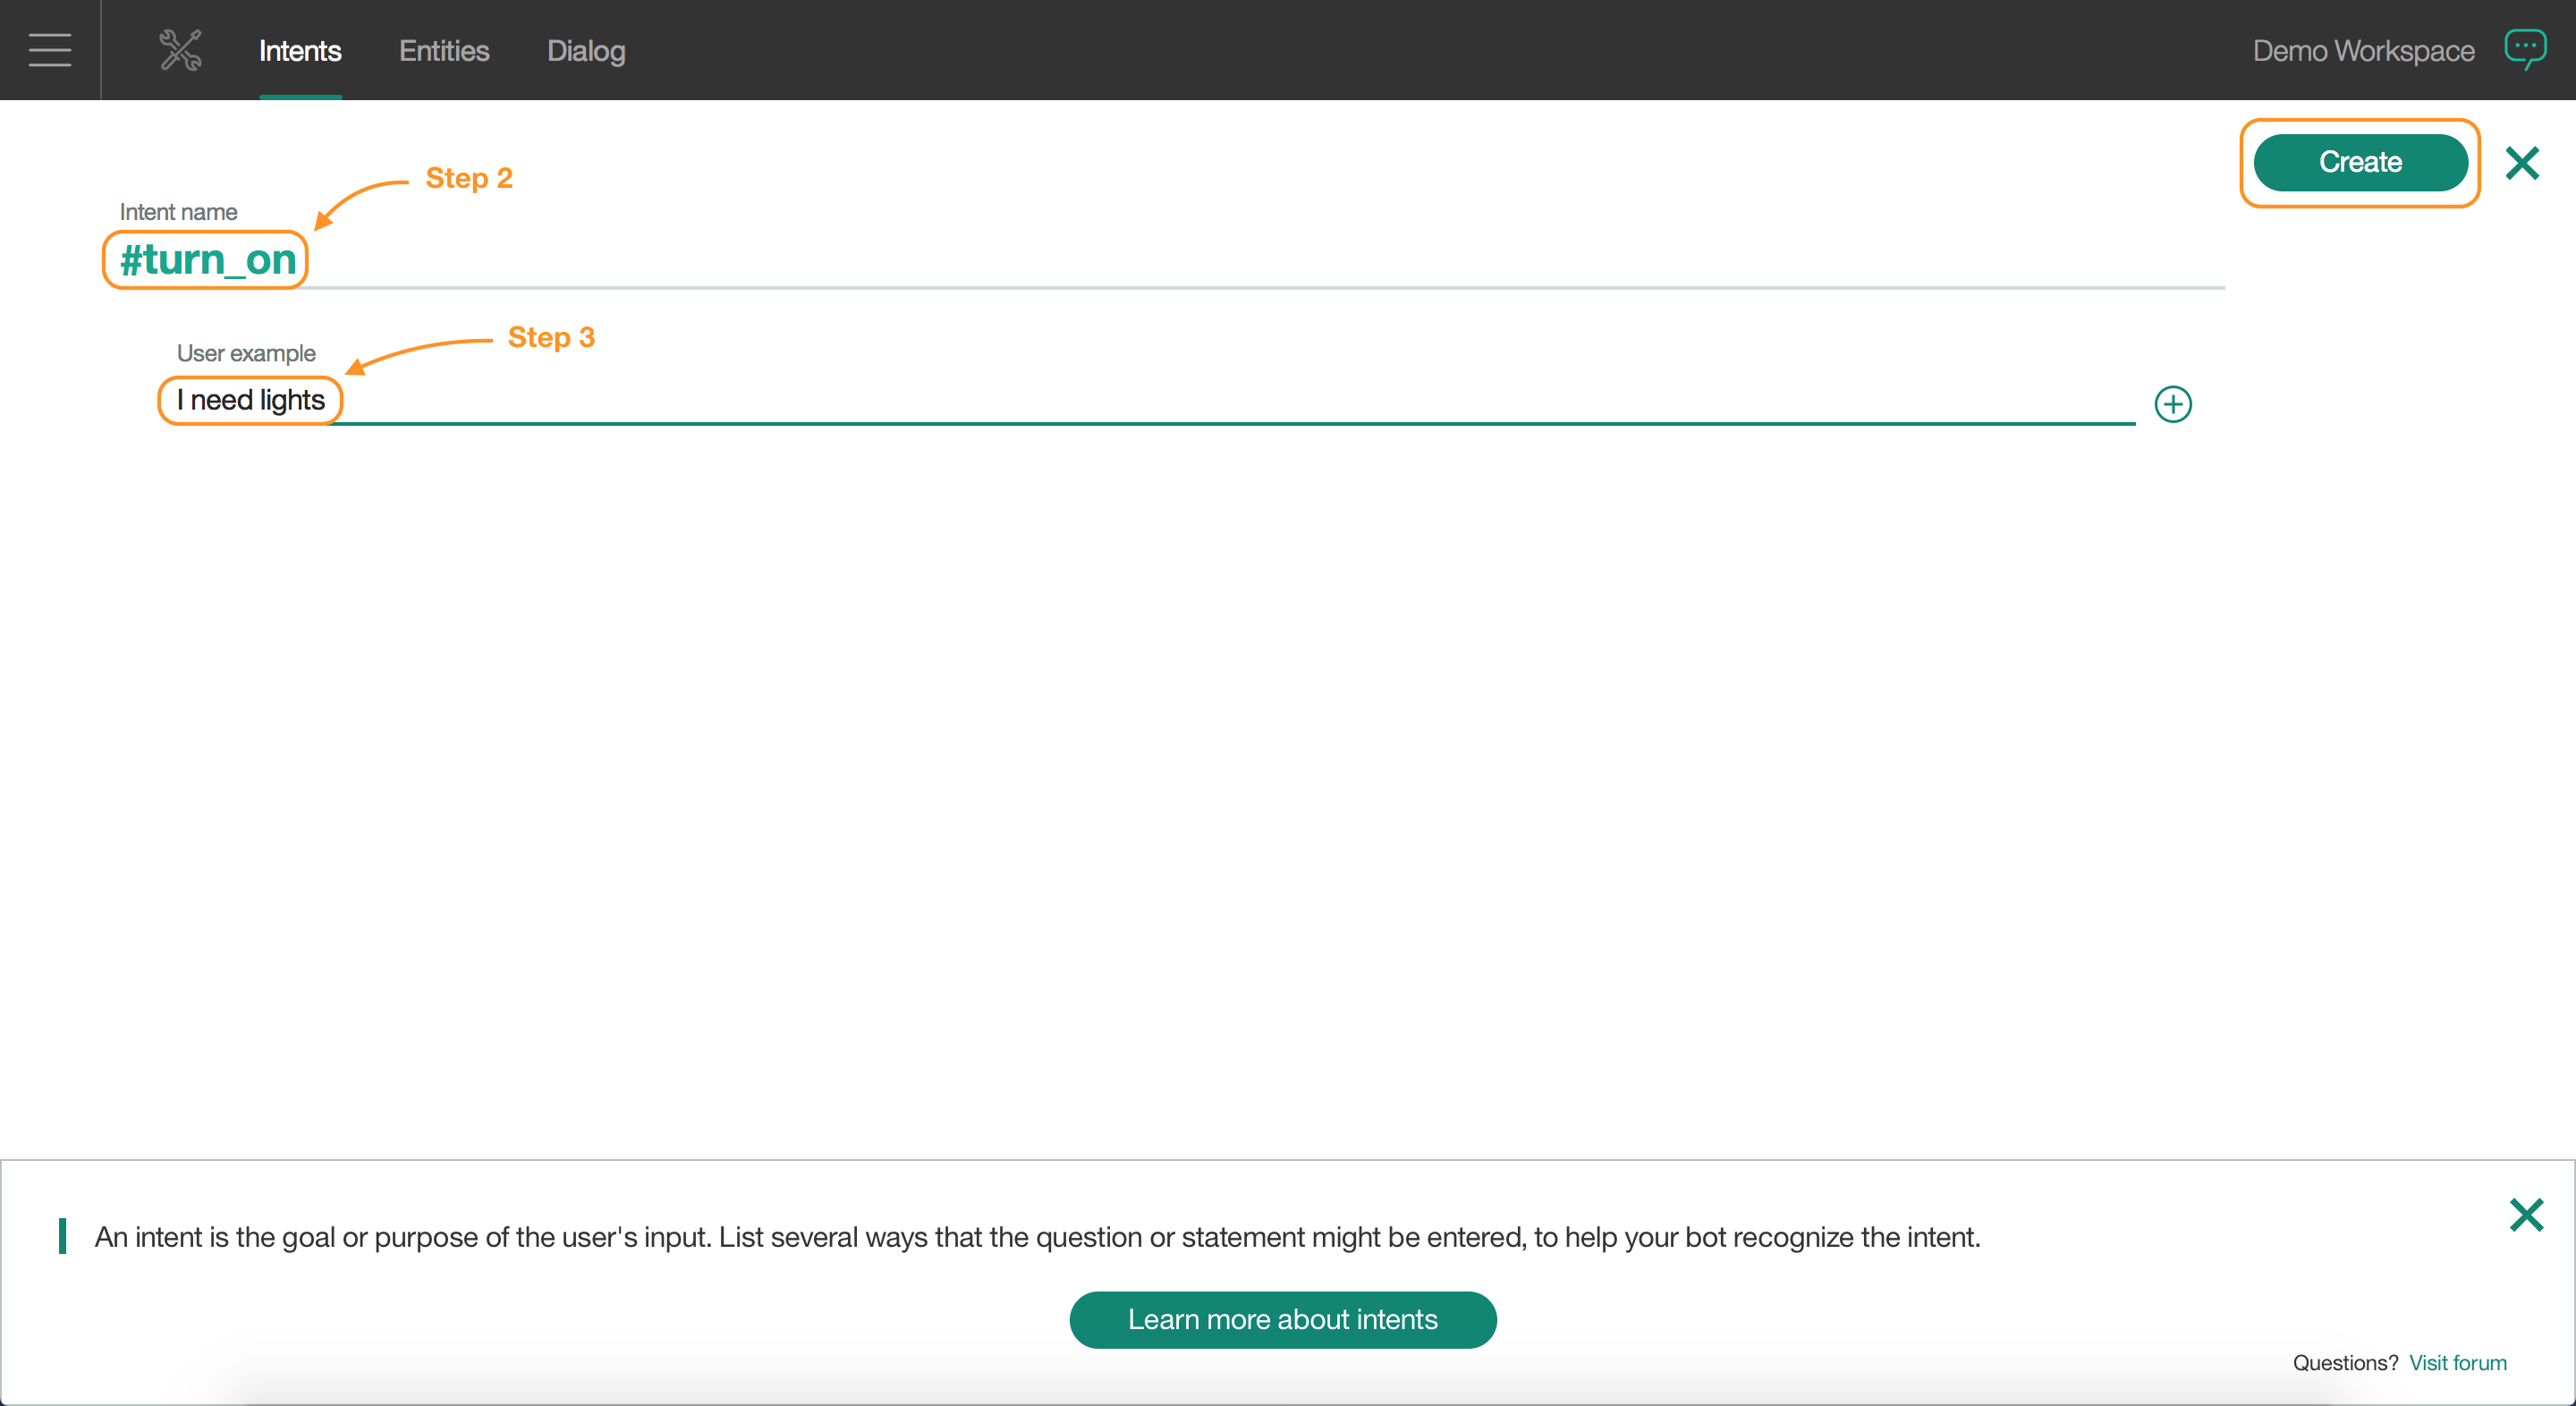 Intents Entities Dialog Demo Workspace
Create
Step 2
Intent name
#turn_on
Step 3
User example
I need lights
An intent is the goal or purpose of the user's input. List several ways that the question or statement might be entered, to help your bot recognize the intent.
Learn more about intents
Questions? Visit forum